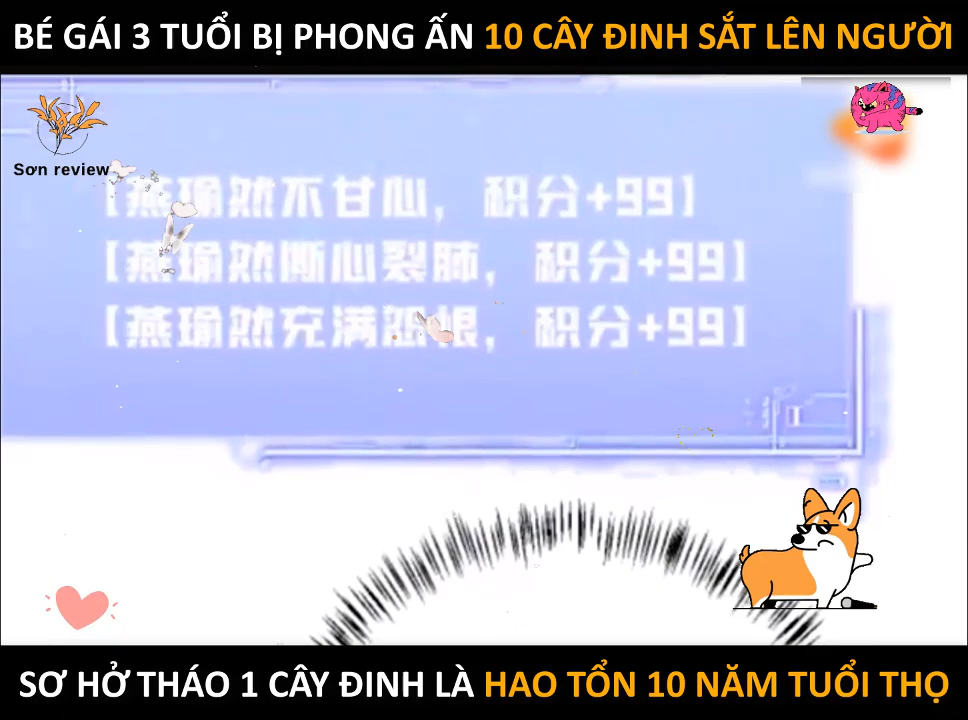 BÉ GÁI 3 TUỔI BỊ PHONG ẤN 10 CÂY ĐINH SẮT LÊN NGƯỜI
Sơn review
【燕瑜然不甘心，积分+99】
【燕瑜然撕心裂肺，积分+99】
【燕瑜然充满怨恨，积分+99】
SƠ HỞ THÁO 1 CÂY ĐINH LÀ HAO TỔN 10 NĂM TUỔI THỌ